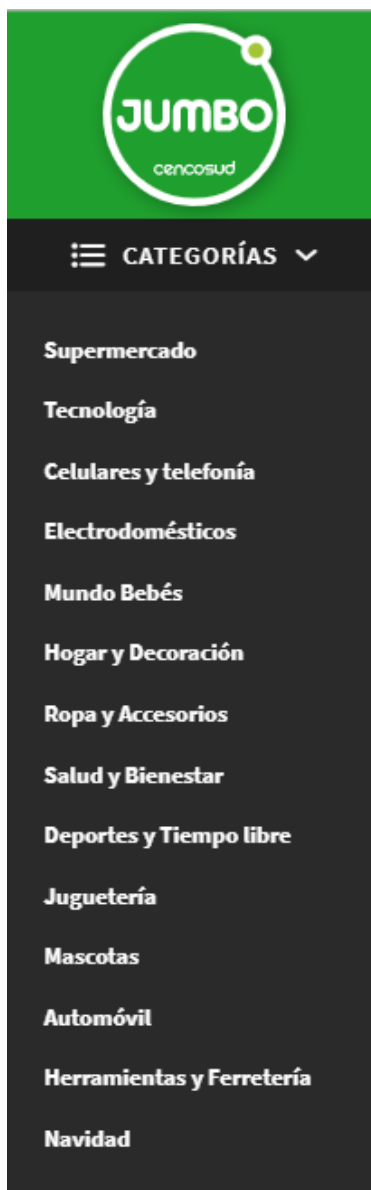 JUMBO
cencosud
CATEGORÍAS
Supermercado
Tecnología
Celulares y telefonía
Electrodomésticos
Mundo Bebés
Hogar y Decoración
Ropa y Accesorios
Salud y Bienestar
Deportes y Tiempo libre
Juguetería
Mascotas
Automóvil
Herramientas y Ferretería
Navidad